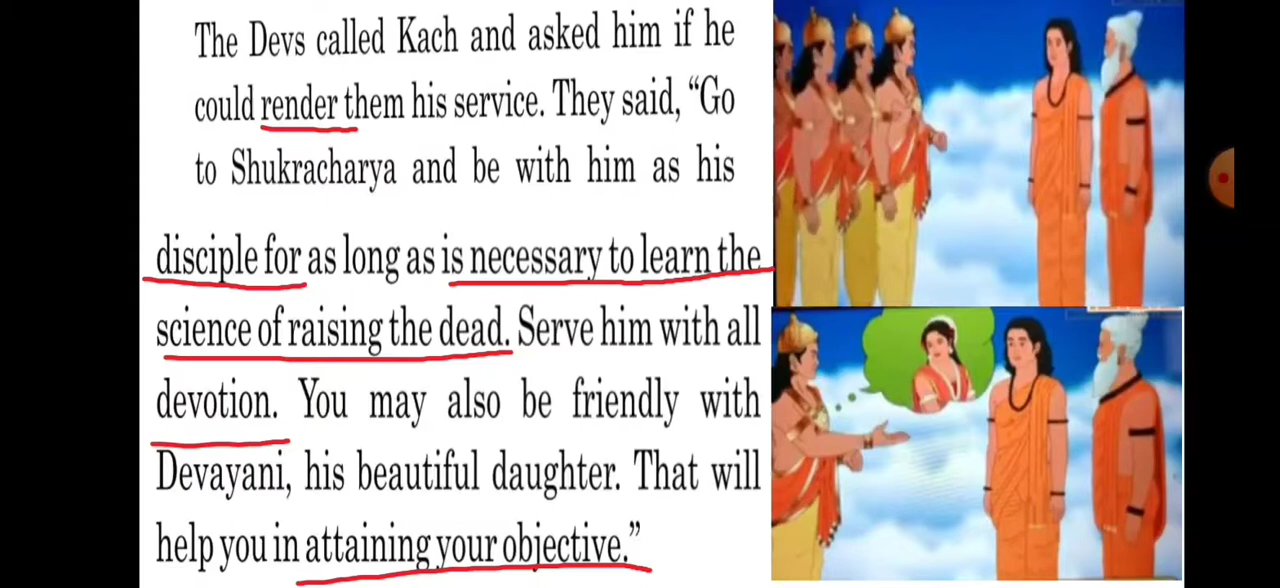 The Devs called Kach and asked him if he
could render them his service. They said, “Go
to Shukracharya and be with him as his
disciple for as long as is necessary to learn the
science of raising the dead. Serve him with all
devotion. You may also be friendly with
Devayani, his beautiful daughter. That will
help you in attaining your objective.”